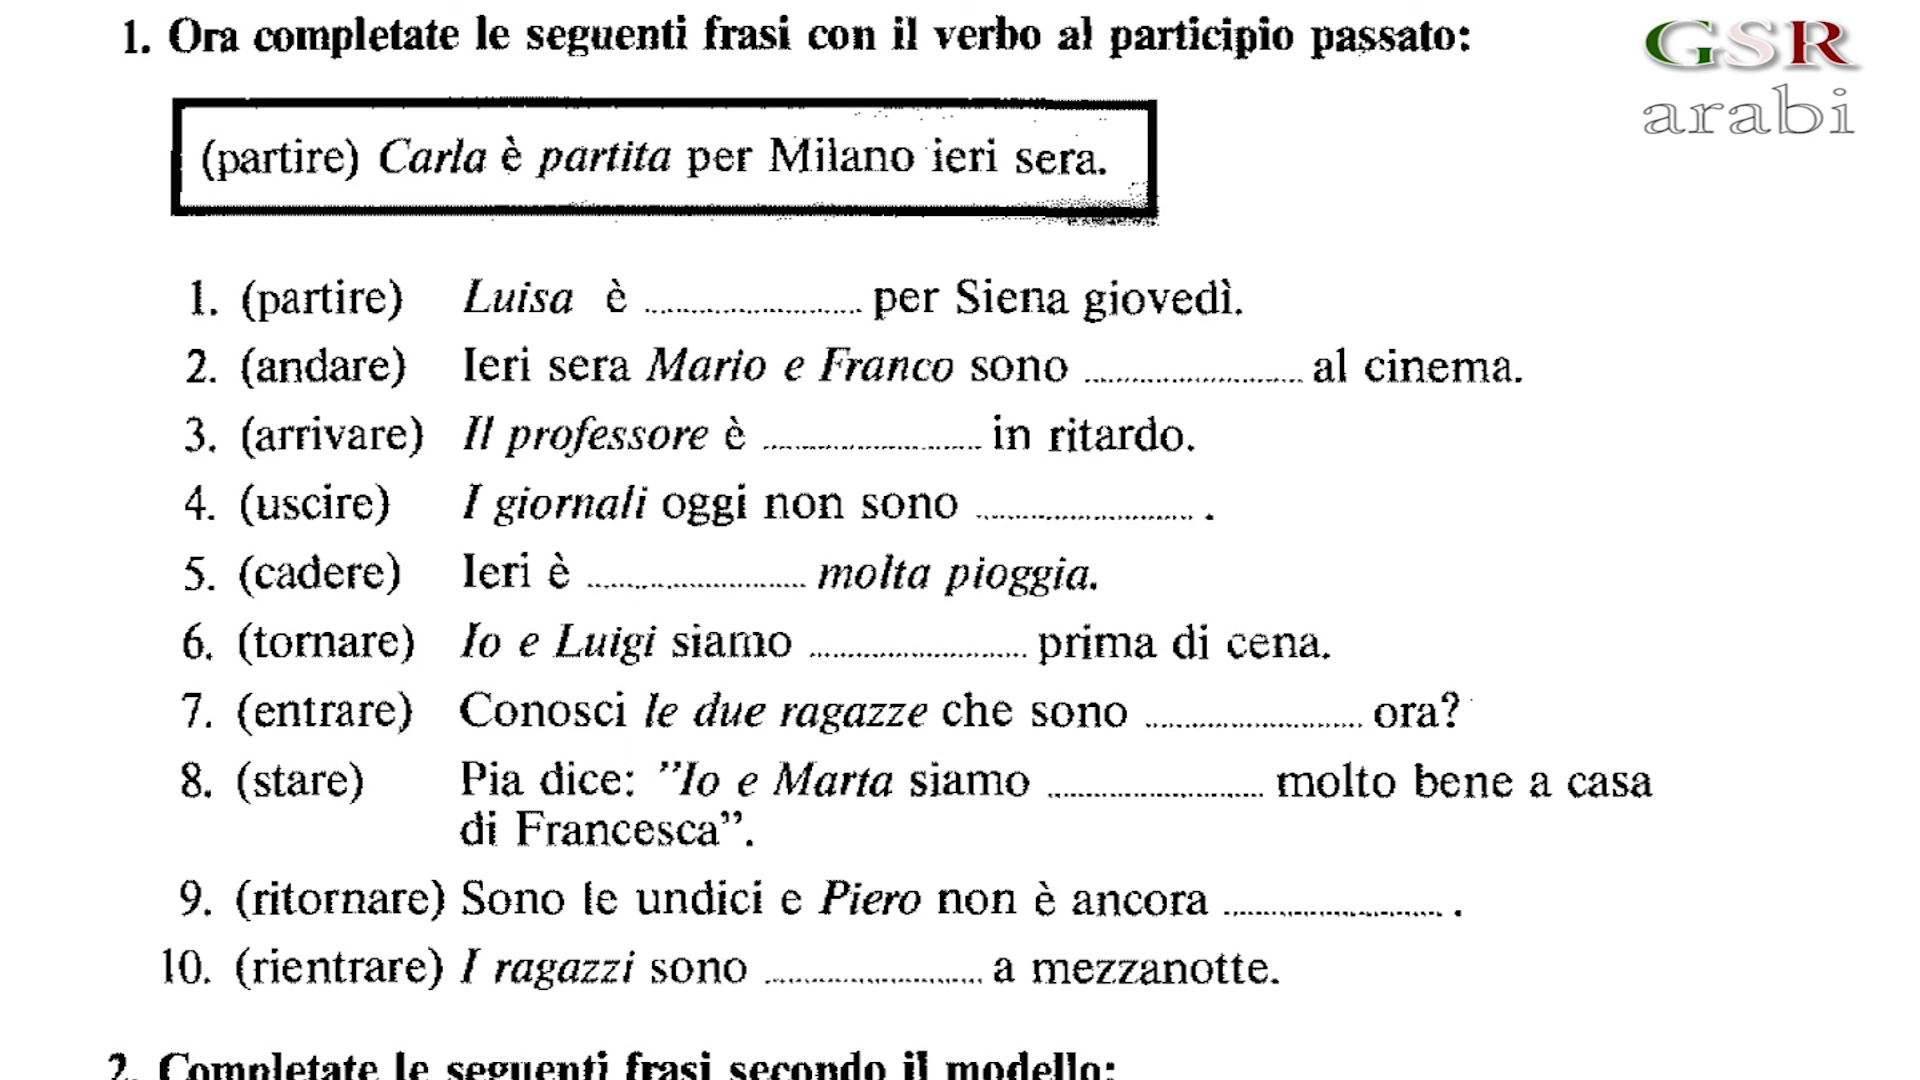 1. Ora completate le seguenti frasi con il verbo al participio passato:
GSR
arabi
(partire) Carla è partita per Milano ieri sera.
1. (partire) Luisa è ........................ per Siena giovedì.
2. (andare) Ieri sera Mario e Franco sono ........................ al cinema.
3. (arrivare) Il professore è ........................ in ritardo.
4. (uscire) I giornali oggi non sono ........................ .
5. (cadere) Ieri è ........................ molta pioggia.
6. (tornare) Io e Luigi siamo ........................ prima di cena.
7. (entrare) Conosci le due ragazze che sono ........................ ora?
8. (stare) Pia dice: ”Io e Marta siamo ........................ molto bene a casa
di Francesca”.
9. (ritornare) Sono le undici e Piero non è ancora ........................ .
10. (rientrare) I ragazzi sono ........................ a mezzanotte.
2. Completate le seguenti frasi secondo il modello: